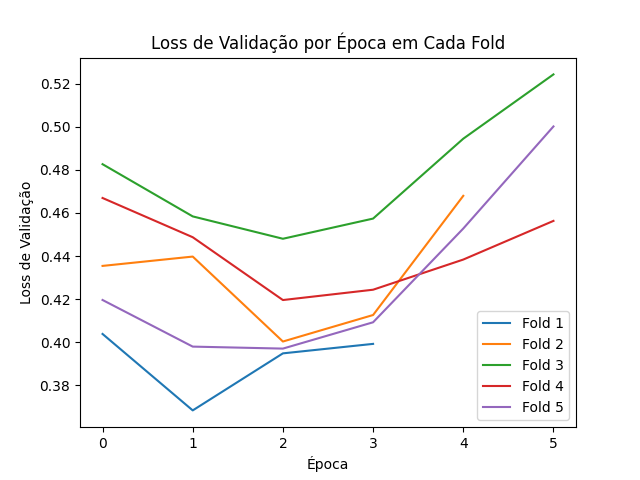 Loss de Validação por Época em Cada Fold
Loss de Validação
0.52
0.50
0.48
0.46
0.44
0.42
0.40
0.38
0 1 2 3 4 5
Época
Fold 1
Fold 2
Fold 3
Fold 4
Fold 5